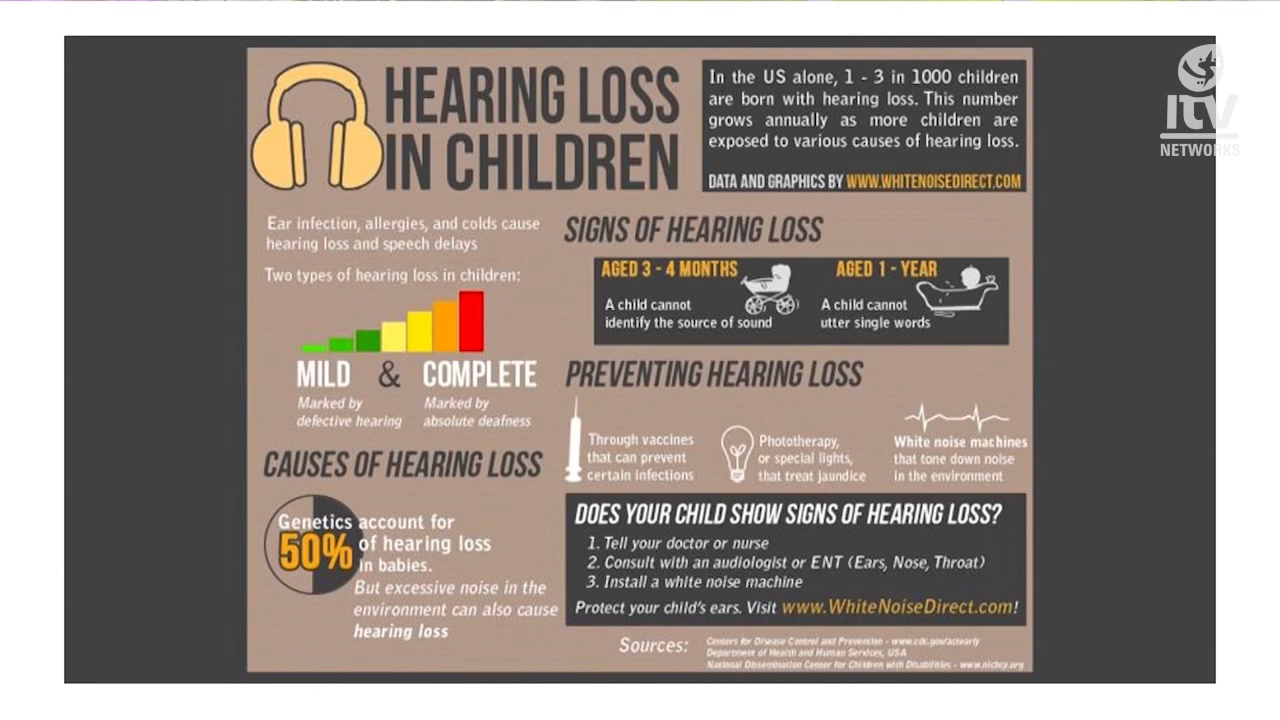 HEARING LOSS
IN CHILDREN
In the US alone, 1 - 3 in 1000 children
are born with hearing loss. This number
grows annually as more children are
exposed to various causes of hearing loss.
DATA AND GRAPHICS BY WWW.WHITENOISEDIRECT.COM
ITV
NETWORKS
Ear infection, allergies, and colds cause
hearing loss and speech delays
Two types of hearing loss in children:
MILD & COMPLETE
Marked by
defective hearing
Marked by
absolute deafness
CAUSES OF HEARING LOSS
Genetics account for
50% of hearing loss
in babies.
But excessive noise in the
environment can also cause
hearing loss
SIGNS OF HEARING LOSS
AGED 3 - 4 MONTHS
A child cannot
identify the source of sound
AGED 1 - YEAR
A child cannot
utter single words
PREVENTING HEARING LOSS
Through vaccines
that can prevent
certain infections
Phototherapy,
or special lights,
that treat jaundice
White noise machines
that tone down noise
in the environment
DOES YOUR CHILD SHOW SIGNS OF HEARING LOSS?
1. Tell your doctor or nurse
2. Consult with an audiologist or ENT (Ears, Nose, Throat)
3. Install a white noise machine
Protect your child's ears. Visit www.WhiteNoiseDirect.com!
Sources:
Centers for Disease Control and Prevention - www.cdc.gov/actearly
Department of Health and Human Services, USA
National Dissemination Center for Children with Disabilities - www.nichcy.org